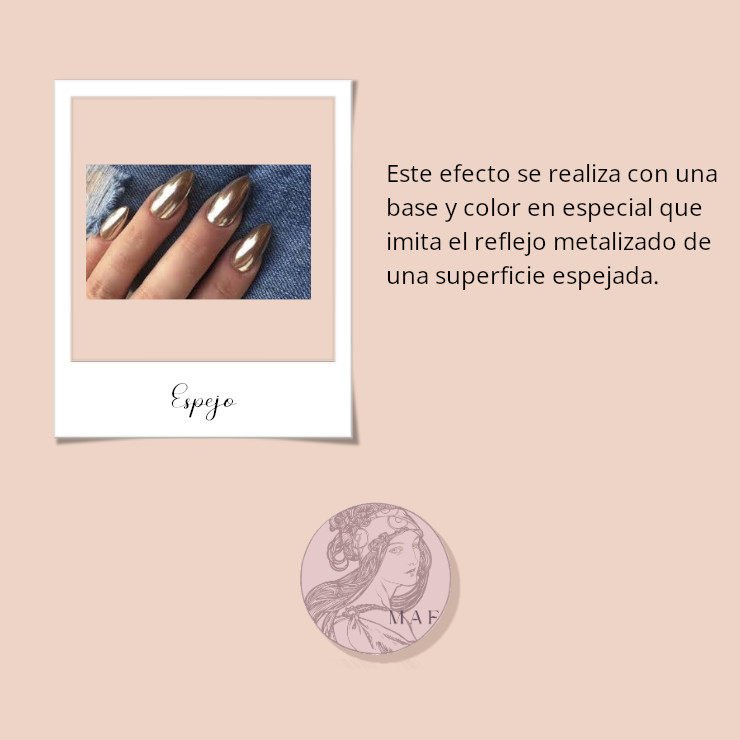 Este efecto se realiza con una
base y color en especial que
imita el reflejo metalizado de
una superficie espejada.
Espejo